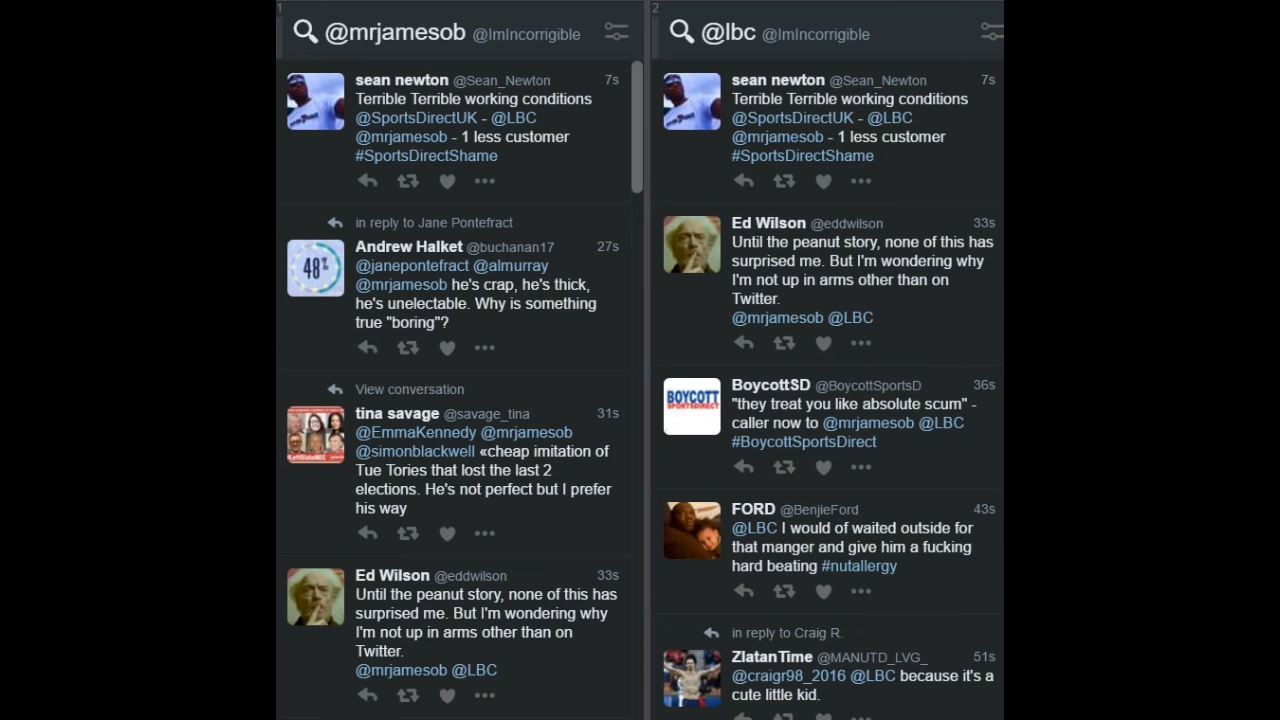 1
@mrjamesob @ImIncorrigible
sean newton @Sean_Newton 7s
Terrible Terrible working conditions
@SportsDirectUK - @LBC
@mrjamesob - 1 less customer
#SportsDirectShame
in reply to Jane Pontefract
Andrew Halket @buchanan17 27s
48%
@janepontefract @almurray
@mrjamesob he's crap, he's thick,
he's unelectable. Why is something
true "boring"?
View conversation
tina savage @savage_tina 31s
@EmmaKennedy @mrjamesob
@simonblackwell «cheap imitation of
Tue Tories that lost the last 2
elections. He's not perfect but I prefer
his way
Ed Wilson @eddwilson 33s
Until the peanut story, none of this has
surprised me. But I'm wondering why
I'm not up in arms other than on
Twitter.
@mrjamesob @LBC
2
@lbc @ImIncorrigible
sean newton @Sean_Newton 7s
Terrible Terrible working conditions
@SportsDirectUK - @LBC
@mrjamesob - 1 less customer
#SportsDirectShame
Ed Wilson @eddwilson 33s
Until the peanut story, none of this has
surprised me. But I'm wondering why
I'm not up in arms other than on
Twitter.
@mrjamesob @LBC
BoycottSD @BoycottSportsD 36s
BOYCOTT
SPORTSDIRECT
"they treat you like absolute scum" -
caller now to @mrjamesob @LBC
#BoycottSportsDirect
FORD @BenjieFord 43s
@LBC I would of waited outside for
that manger and give him a fucking
hard beating #nutallergy
in reply to Craig R.
ZlatanTime @MANUTD_LVG_ 51s
@craigr98_2016 @LBC because it's a
cute little kid.